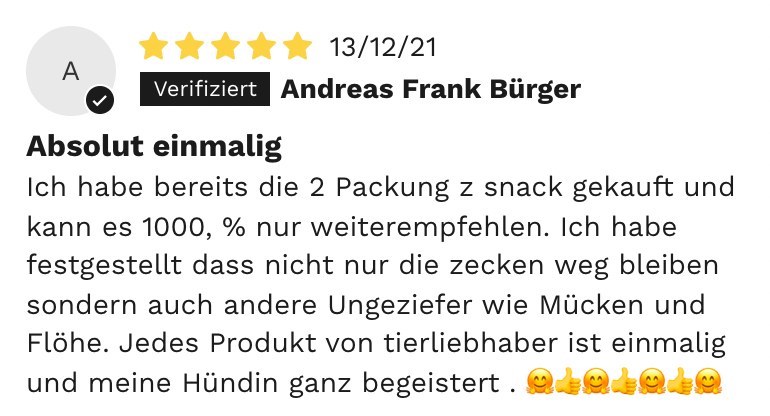 A
13/12/21
Verifiziert Andreas Frank Bürger
Absolut einmalig
Ich habe bereits die 2 Packung z snack gekauft und
kann es 1000, % nur weiterempfehlen. Ich habe
festgestellt dass nicht nur die zecken weg bleiben
sondern auch andere Ungeziefer wie Mücken und
Flöhe. Jedes Produkt von tierliebhaber ist einmalig
und meine Hündin ganz begeistert . 🤗👍🤗👍🤗👍🤗